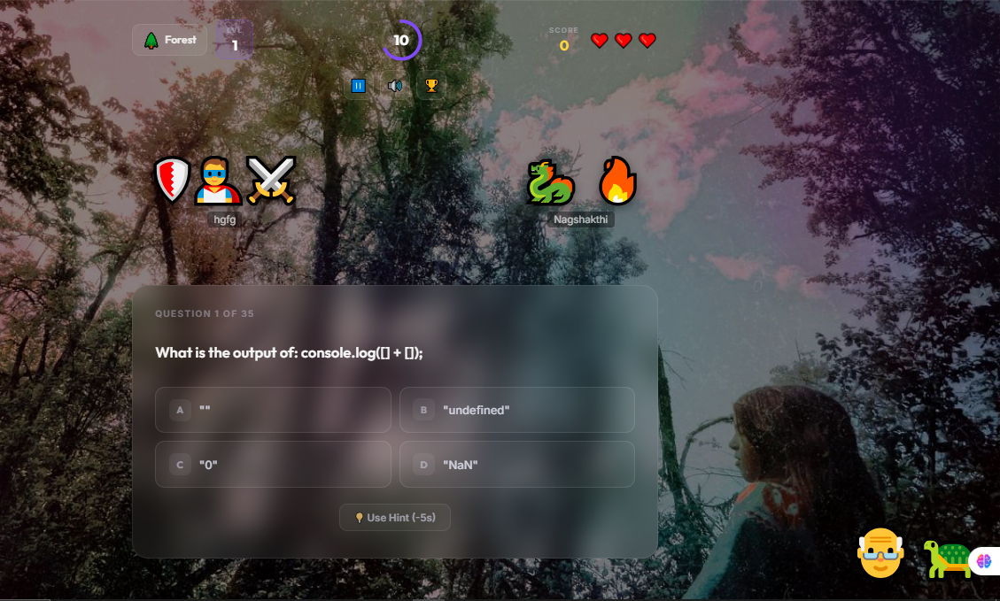 Forest
LVL
1
10
SCORE
0
hgfg
Nagshakthi
QUESTION 1 OF 35
What is the output of: console.log([] + []);
A ""
B "undefined"
C "0"
D "NaN"
Use Hint (-5s)